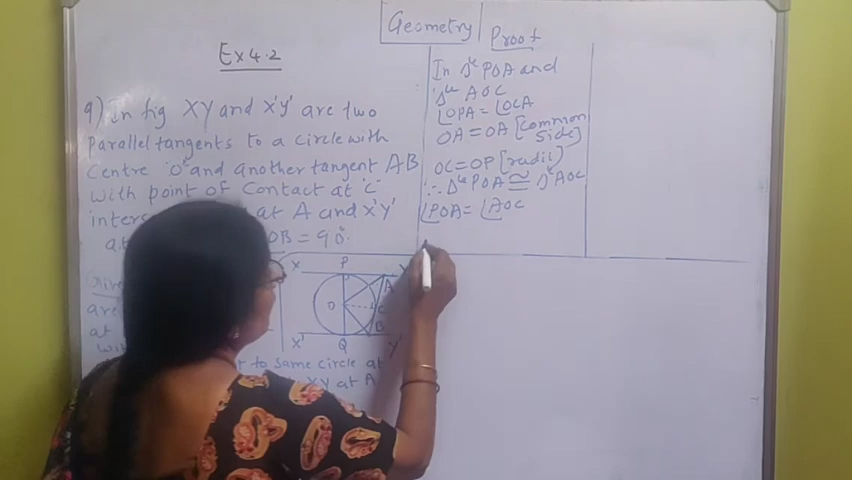 Geometry
Ex 4.2
9) In fig XY and X'Y' are two
Parallel tangents to a circle with
Centre 'O' and another tangent AB
with point of Contact at 'C'
at A and X'Y'
OB = 90°.
are
at
to same circle at
XY at A
X P
A
O C
B
X' Q Y'
Proof
In Δle POA and
Δle AOC
∠OPA = ∠OCA
OA = OA [Common
Side]
OC = OP [radii]
∴ Δle POA ≅ Δle AOC
∠POA = ∠AOC